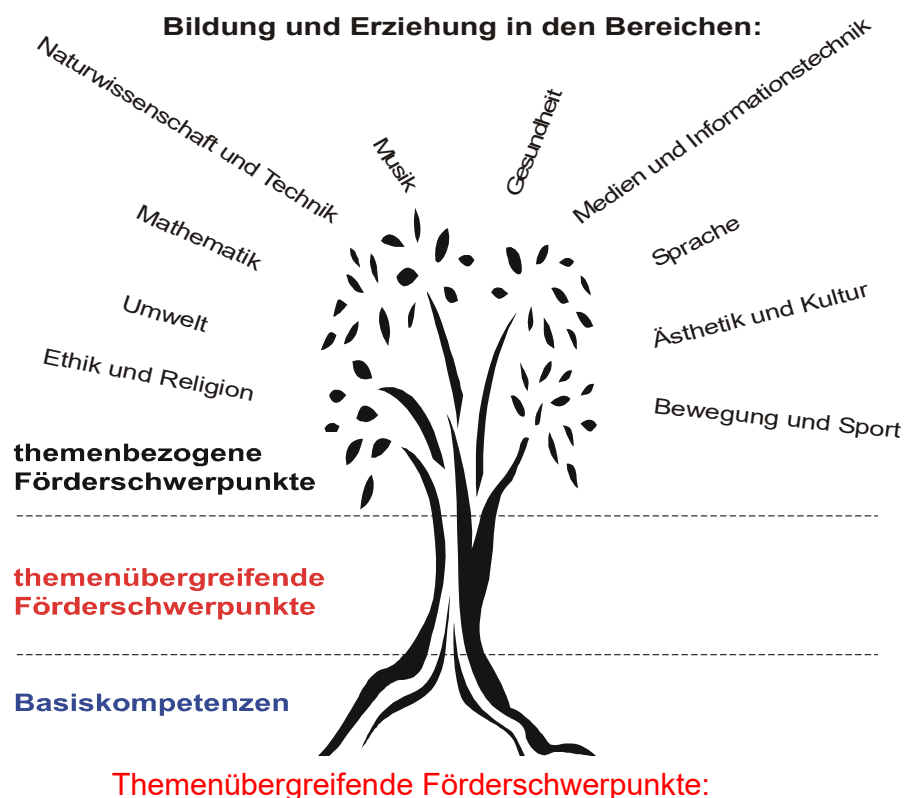 Bildung und Erziehung in den Bereichen:
Naturwissenschaft und Technik
Musik
Gesundheit
Medien und Informationstechnik
Mathematik
Sprache
Umwelt
Ästhetik und Kultur
Ethik und Religion
Bewegung und Sport
themenbezogene
Förderschwerpunkte
themenübergreifende
Förderschwerpunkte
Basiskompetenzen
Themenübergreifende Förderschwerpunkte: